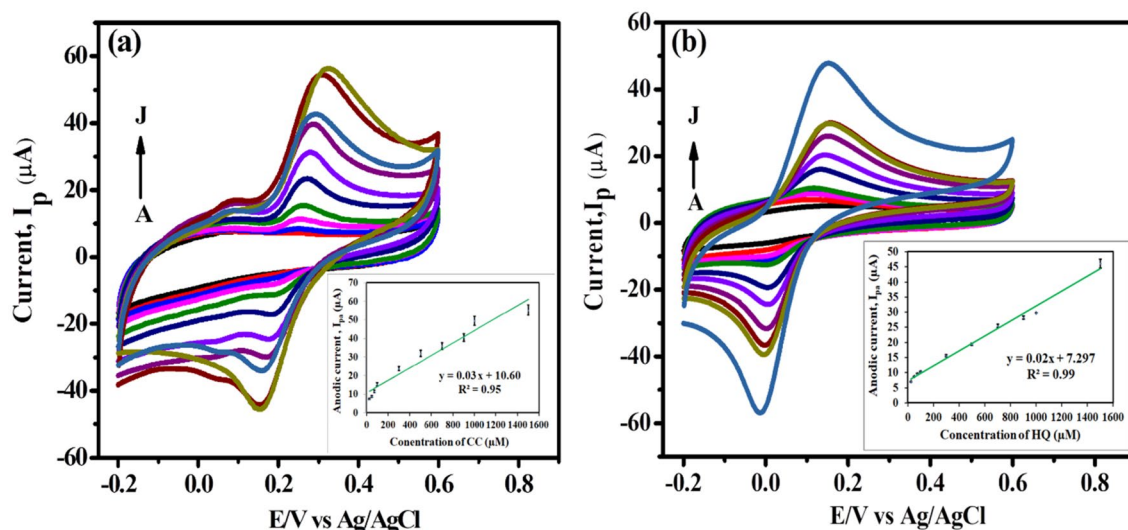 (a)
60
40
20
0
-20
-40
-60
-0.2 0.0 0.2 0.4 0.6 0.8
Current, Ip (µA)
E/V vs Ag/AgCl
J
A
70
60
50
40
30
20
10
0
0 200 400 600 800 1000 1200 1400 1600
Anodic current, Ipa (µA)
Conentration of CC (µM)
y = 0.03x + 10.60
R² = 0.95
(b)
60
40
20
0
-20
-40
-60
-0.2 0.0 0.2 0.4 0.6 0.8
Current,Ip (µA)
E/V vs Ag/AgCl
J
A
50
45
40
35
30
25
20
15
10
5
0
0 200 400 600 800 1000 1200 1400 1600
Anodic current, Ipa (µA)
Concentration of HQ (µM)
y = 0.02x + 7.297
R² = 0.99